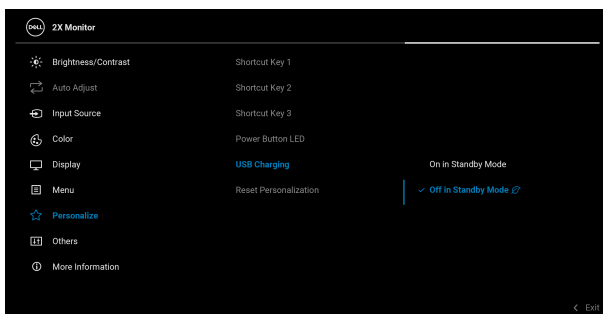 DELL 2X Monitor
Brightness/Contrast
Auto Adjust
Input Source
Color
Display
Menu
Personalize
Others
More Information
Shortcut Key 1
Shortcut Key 2
Shortcut Key 3
Power Button LED
USB Charging
Reset Personalization
On in Standby Mode
Off in Standby Mode
Exit